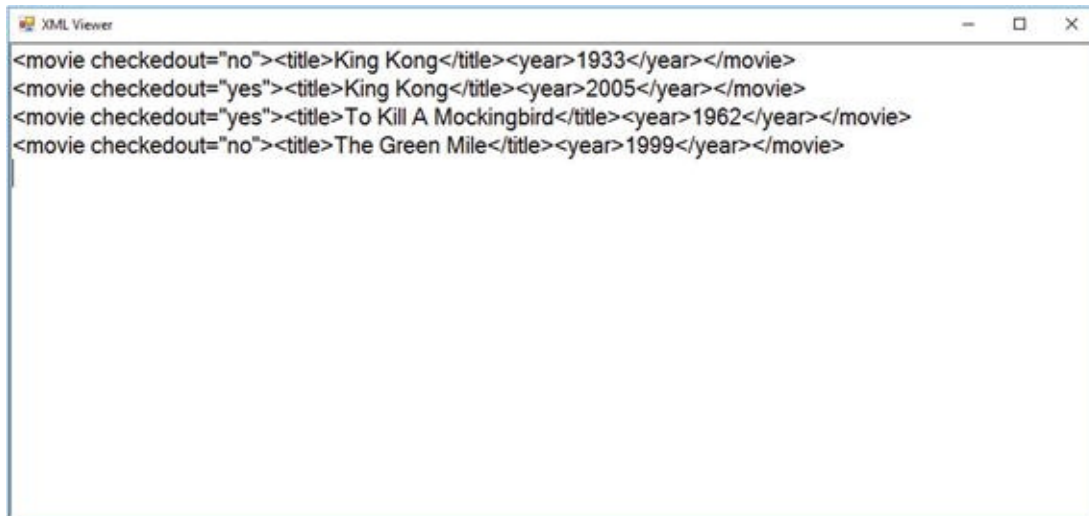 XML Viewer
<movie checkedout="no"><title>King Kong</title><year>1933</year></movie>
<movie checkedout="yes"><title>King Kong</title><year>2005</year></movie>
<movie checkedout="yes"><title>To Kill A Mockingbird</title><year>1962</year></movie>
<movie checkedout="no"><title>The Green Mile</title><year>1999</year></movie>